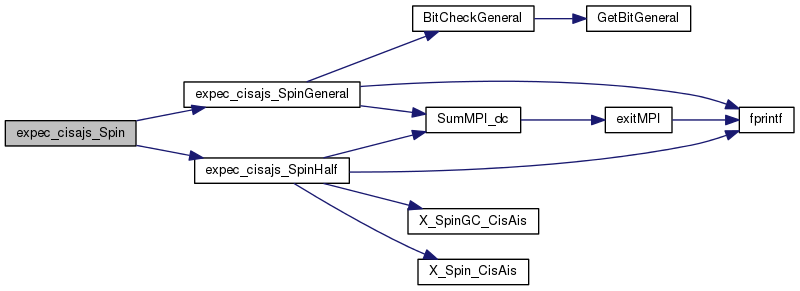 BitCheckGeneral
GetBitGeneral
expec_cisajs_SpinGeneral
SumMPI_dc
exitMPI
fprintf
expec_cisajs_Spin
expec_cisajs_SpinHalf
X_SpinGC_CisAis
X_Spin_CisAis